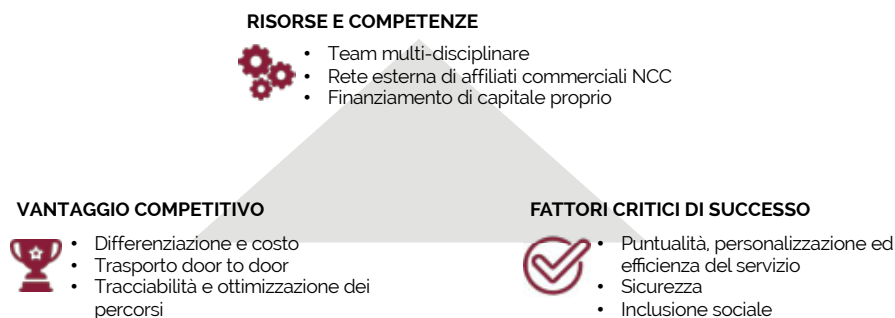 RISORSE E COMPETENZE
• Team multi-disciplinare
• Rete esterna di affiliati commerciali NCC
• Finanziamento di capitale proprio
VANTAGGIO COMPETITIVO
• Differenziazione e costo
• Trasporto door to door
• Tracciabilità e ottimizzazione dei
percorsi
FATTORI CRITICI DI SUCCESSO
• Puntualità, personalizzazione ed
efficienza del servizio
• Sicurezza
• Inclusione sociale